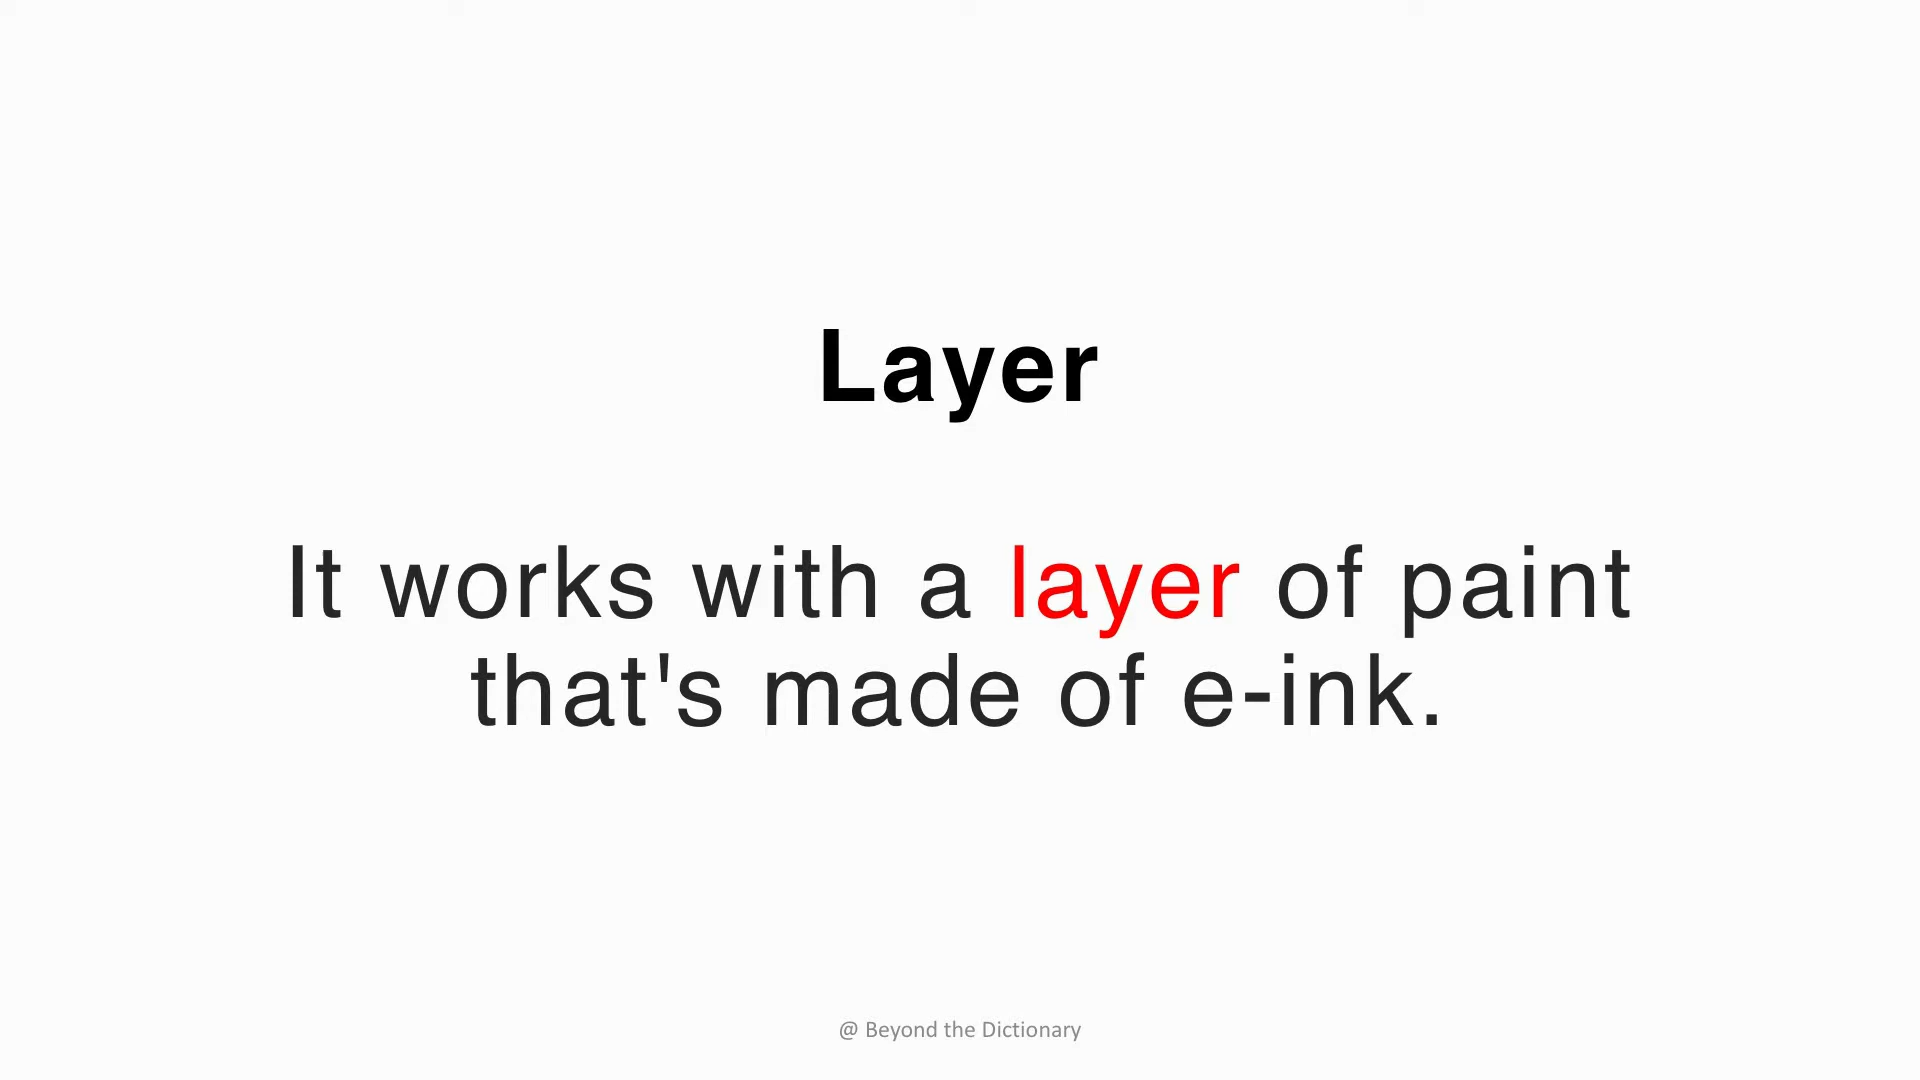 Layer
It works with a layer of paint
that's made of e-ink.
@ Beyond the Dictionary